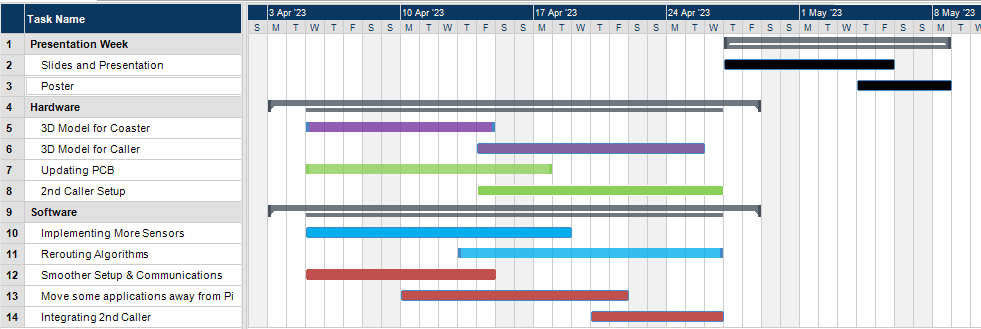 Task Name
3 Apr '23 10 Apr '23 17 Apr '23 24 Apr '23 1 May '23 8 May '23
S M T W T F S S M T W T F S S M T W T F S S M T W T F S S M T W T F S S M T W
1 Presentation Week
2 Slides and Presentation
3 Poster
4 Hardware
5 3D Model for Coaster
6 3D Model for Caller
7 Updating PCB
8 2nd Caller Setup
9 Software
10 Implementing More Sensors
11 Rerouting Algorithms
12 Smoother Setup & Communications
13 Move some applications away from Pi
14 Integrating 2nd Caller